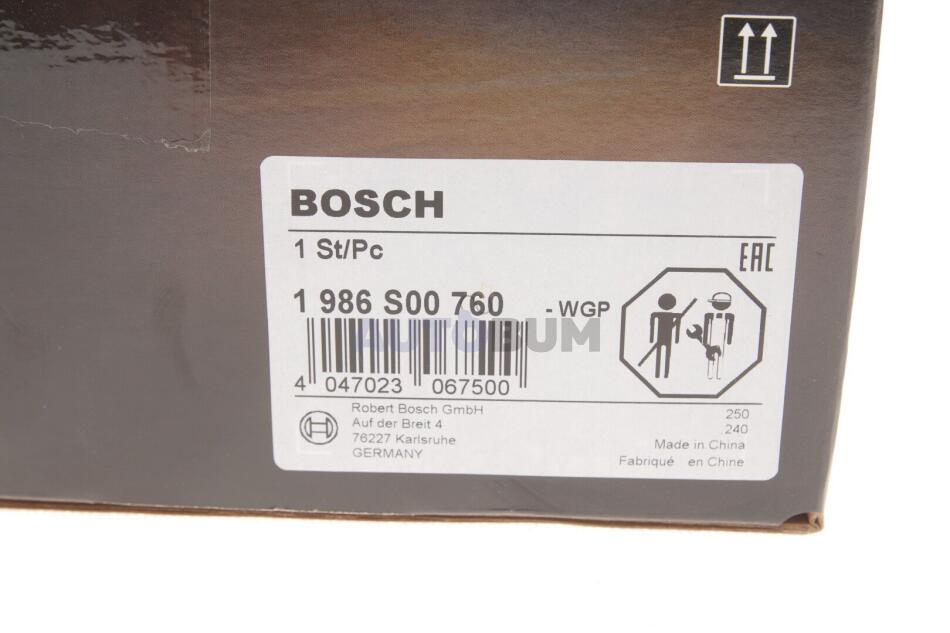 BOSCH
1 St/Pc
EAC
1 986 S00 760 - WGP
AUTOBUM
4 047023 067500
Robert Bosch GmbH
Auf der Breit 4
76227 Karlsruhe
GERMANY
250
240
Made in China
Fabriqué en Chine